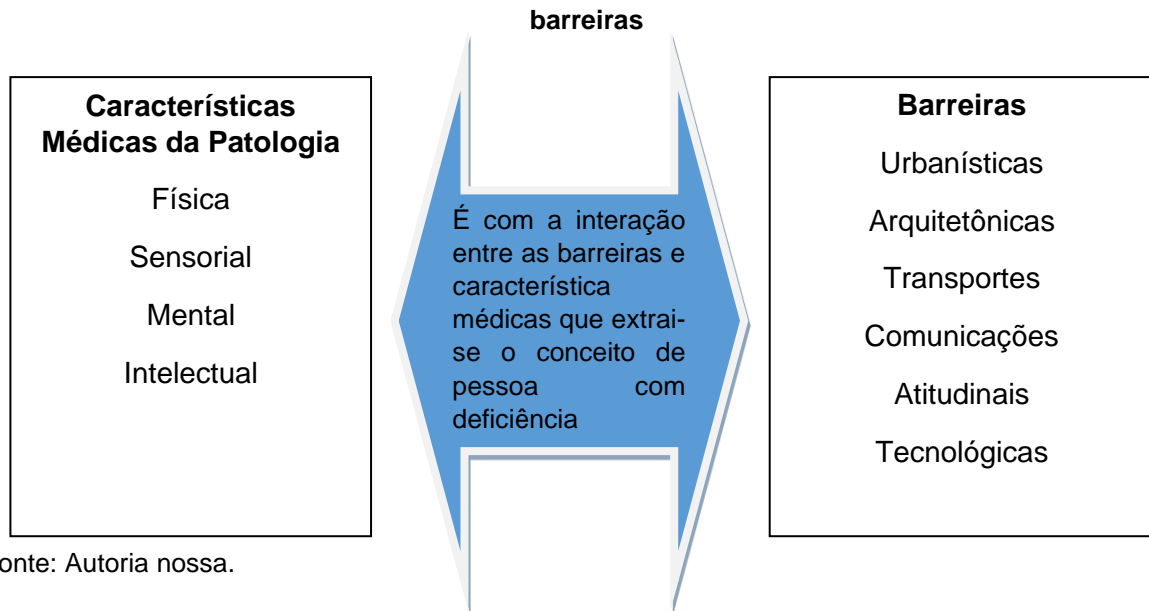 barreiras
Características
Médicas da Patologia
Física
Sensorial
Mental
Intelectual
É com a interação
entre as barreiras e
característica
médicas que extrai-
se o conceito de
pessoa com
deficiência
Barreiras
Urbanísticas
Arquitetônicas
Transportes
Comunicações
Atitudinais
Tecnológicas
onte: Autoria nossa.